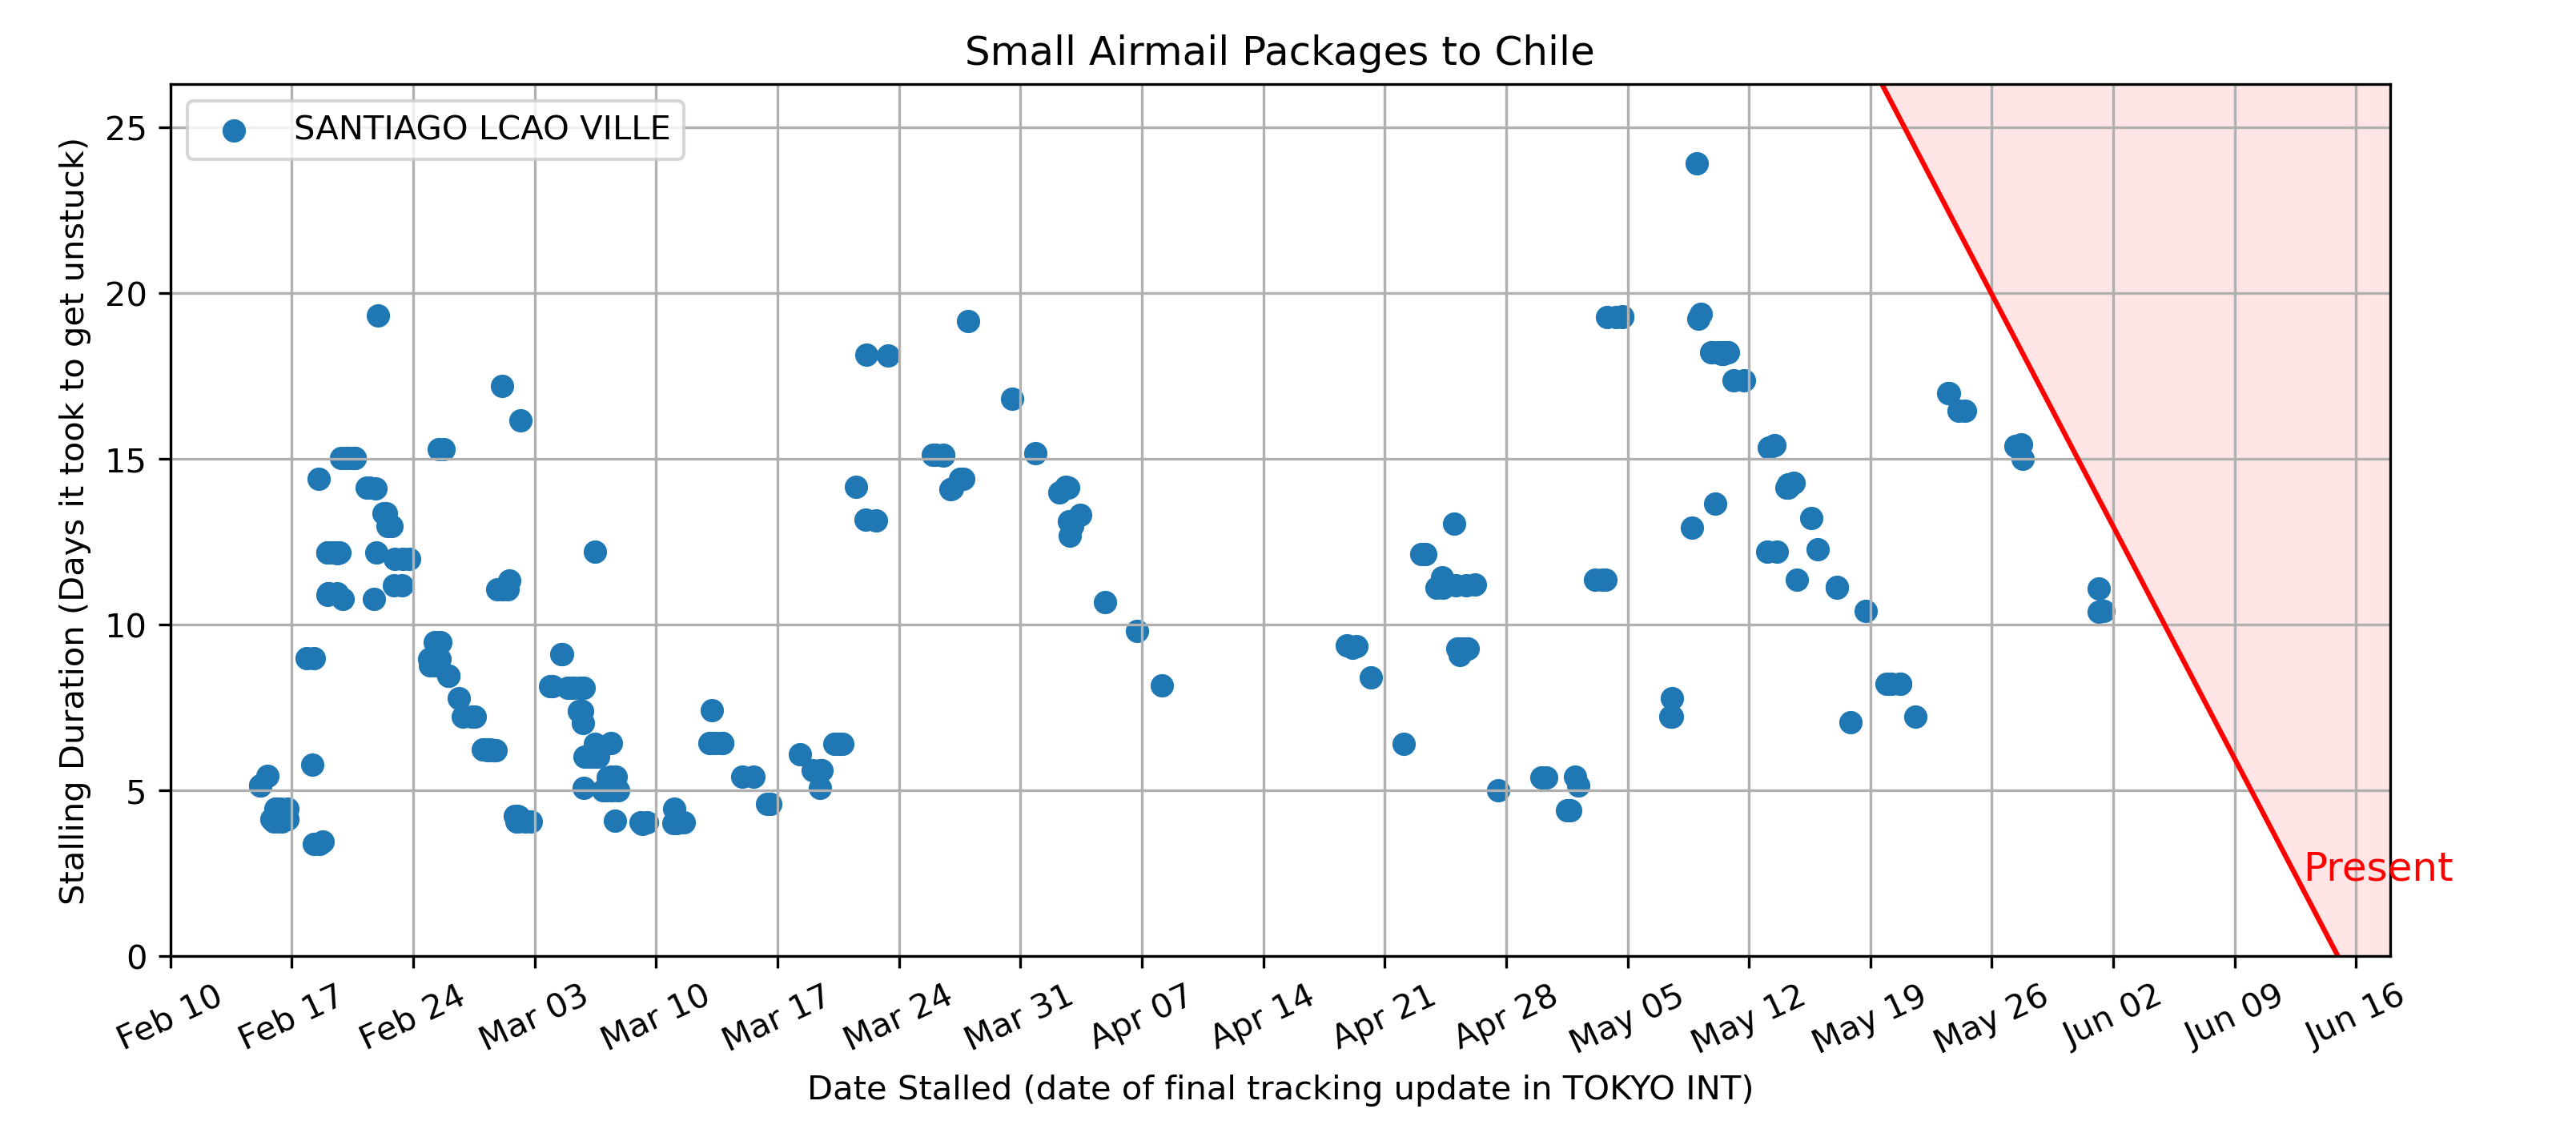 Small Airmail Packages to Chile
SANTIAGO LCAO VILLE
Stalling Duration (Days it took to get unstuck)
25
20
15
10
5
0
Present
Feb 10
Feb 17
Feb 24
Mar 03
Mar 10
Mar 17
Mar 24
Mar 31
Apr 07
Apr 14
Apr 21
Apr 28
May 05
May 12
May 19
May 26
Jun 02
Jun 09
Jun 16
Date Stalled (date of final tracking update in TOKYO INT)